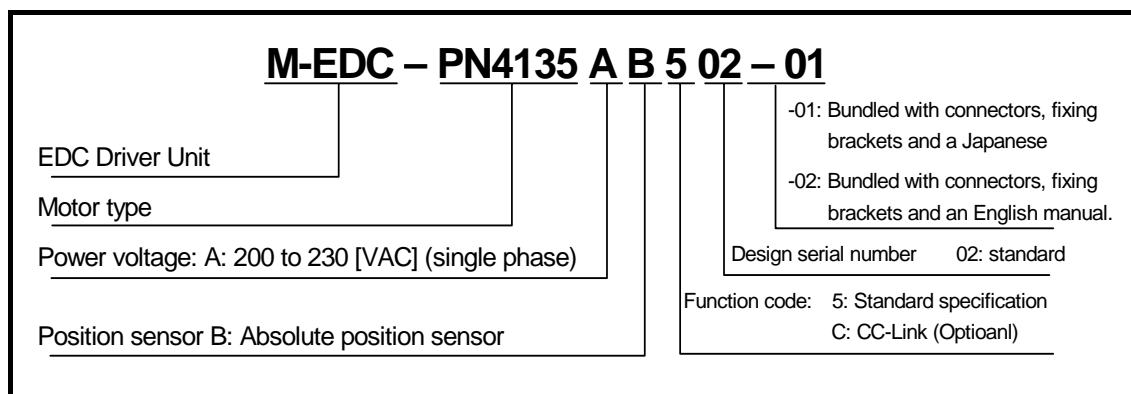 M-EDC – PN4135 A B 5 02 – 01
-01: Bundled with connectors, fixing
brackets and a Japanese
EDC Driver Unit
-02: Bundled with connectors, fixing
Motor type
brackets and an English manual.
Power voltage: A: 200 to 230 [VAC] (single phase)
Design serial number 02: standard
Function code: 5: Standard specification
Position sensor B: Absolute position sensor
C: CC-Link (Optioanl)